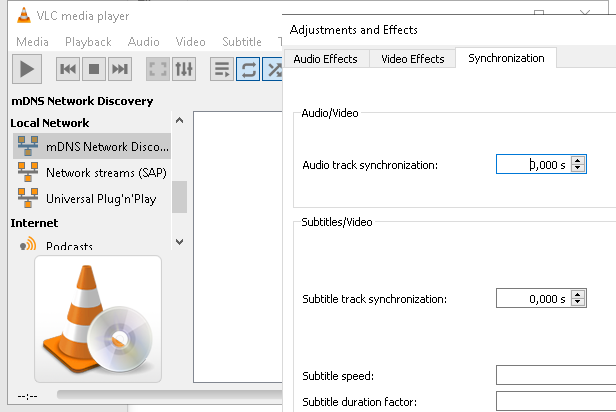 VLC media player
Media Playback Audio Video Subtitle
mDNS Network Discovery
Local Network
mDNS Network Disco...
Network streams (SAP)
Universal Plug'n'Play
Internet
Podcasts
--:--
Adjustments and Effects
Audio Effects Video Effects Synchronization
Audio/Video
Audio track synchronization: 0,000 s
Subtitles/Video
Subtitle track synchronization: 0,000 s
Subtitle speed:
Subtitle duration factor: